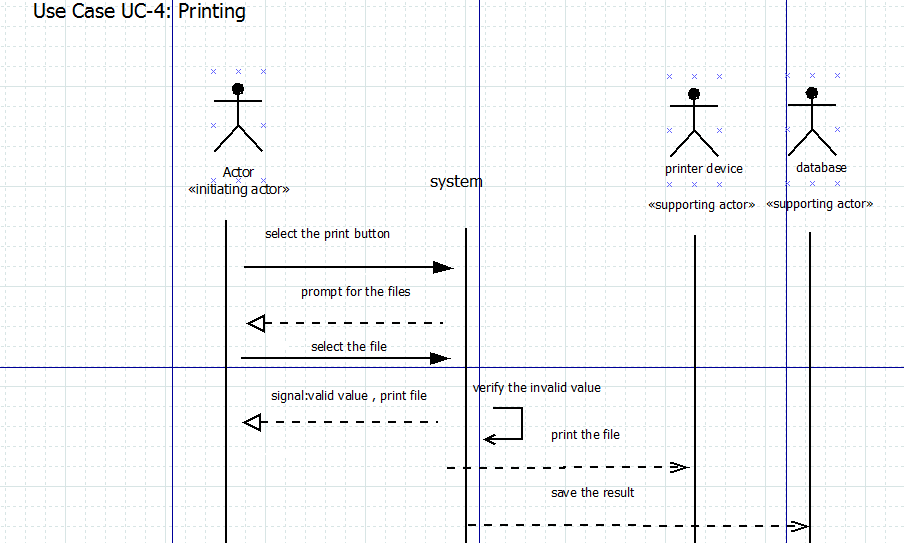 Use Case UC-4: Printing
Actor
«initiating actor»
system
printer device
«supporting actor»
database
«supporting actor»
select the print button
prompt for the files
select the file
verify the invalid value
signal:valid value , print file
print the file
save the result